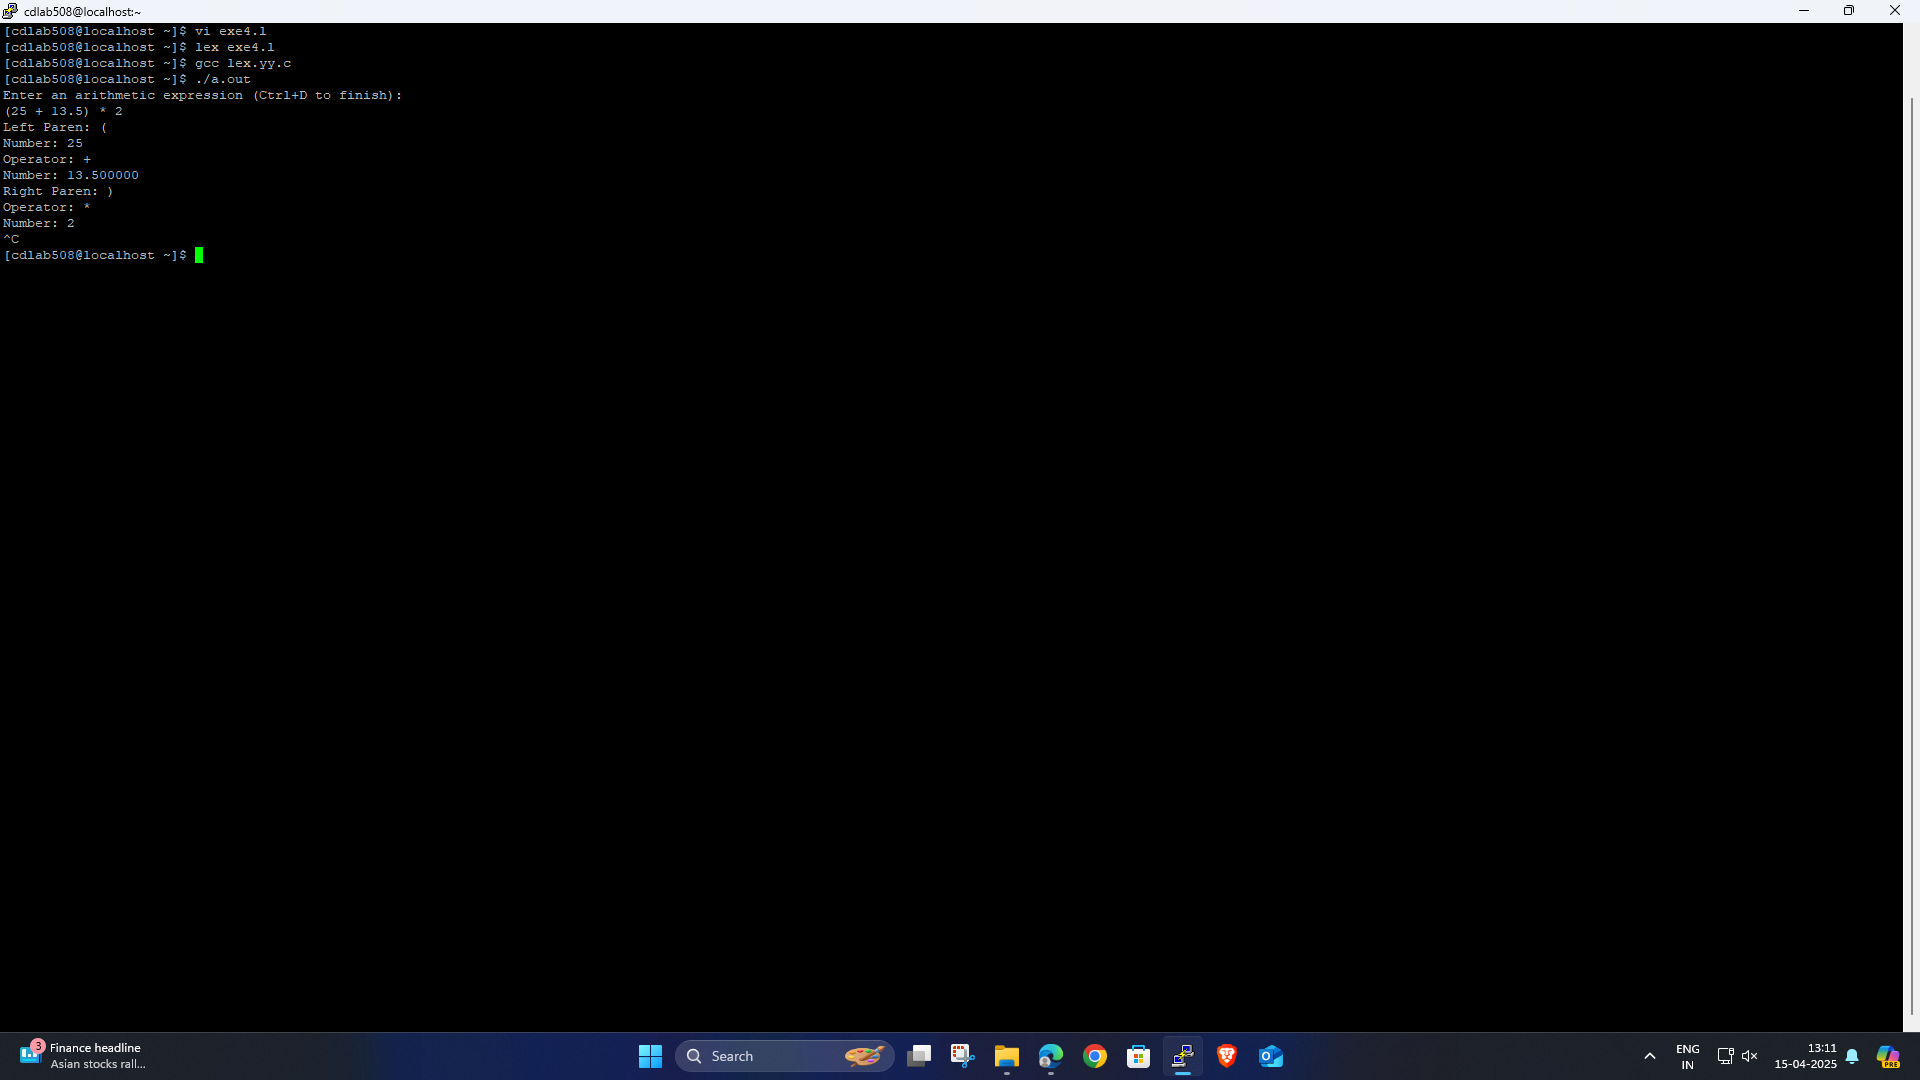 cdlab508@localhost:~
[cdlab508@localhost ~]$ vi exe4.l
[cdlab508@localhost ~]$ lex exe4.l
[cdlab508@localhost ~]$ gcc lex.yy.c
[cdlab508@localhost ~]$ ./a.out
Enter an arithmetic expression (Ctrl+D to finish):
(25 + 13.5) * 2
Left Paren: (
Number: 25
Operator: +
Number: 13.500000
Right Paren: )
Operator: *
Number: 2
^C
[cdlab508@localhost ~]$
3
Finance headline
Asian stocks rall...
Search
ENG
IN
13:11
15-04-2025
PRE